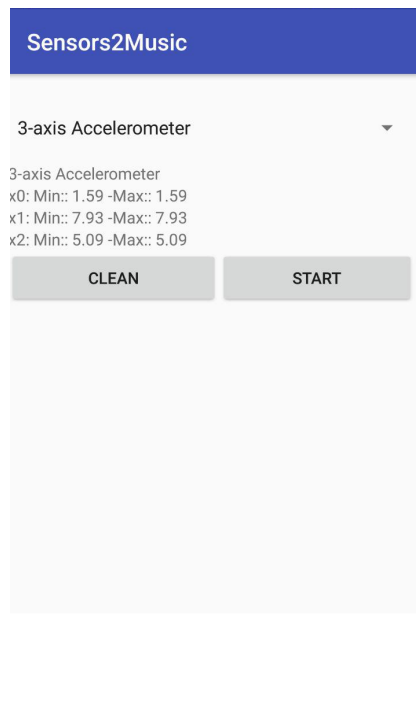 Sensors2Music
3-axis Accelerometer
3-axis Accelerometer
x0: Min:: 1.59 -Max:: 1.59
x1: Min:: 7.93 -Max:: 7.93
x2: Min:: 5.09 -Max:: 5.09
CLEAN START